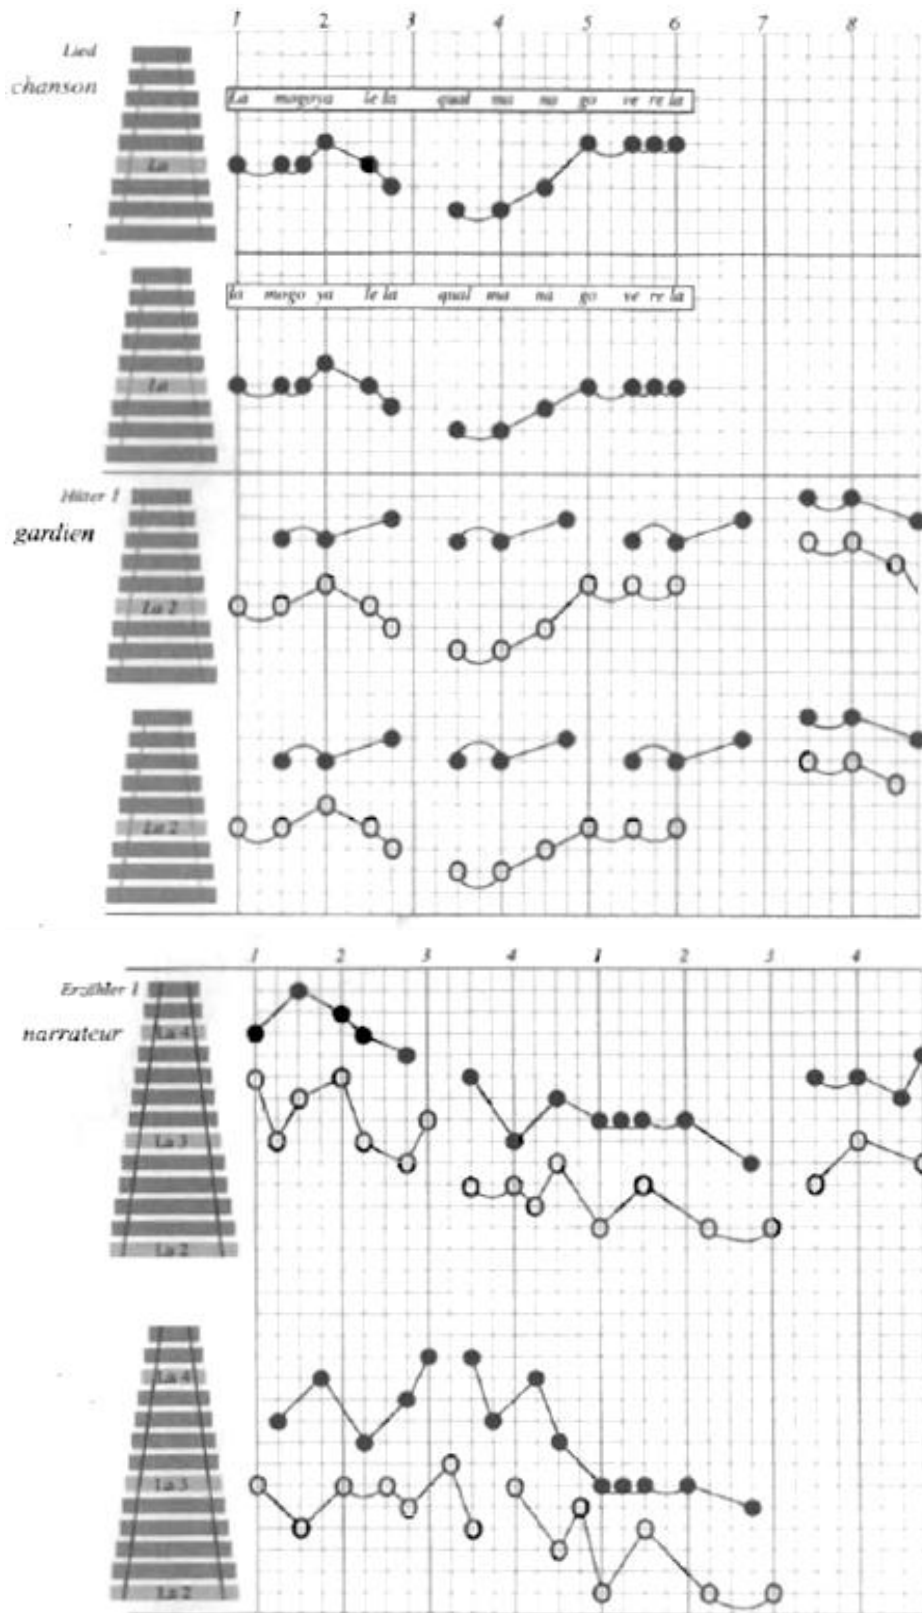 1 2 3 4 5 6 7 8
Lied
chanson
La mogoya le la qual ma na go ve re la
La
la mogo ya le la qual ma na go ve re la
La
Hüter 1
gardien
La 2
La 2
1 2 3 4 1 2 3 4
Erzähler 1
narrateur
La 4
La 3
La 2
La 4
La 3
La 2